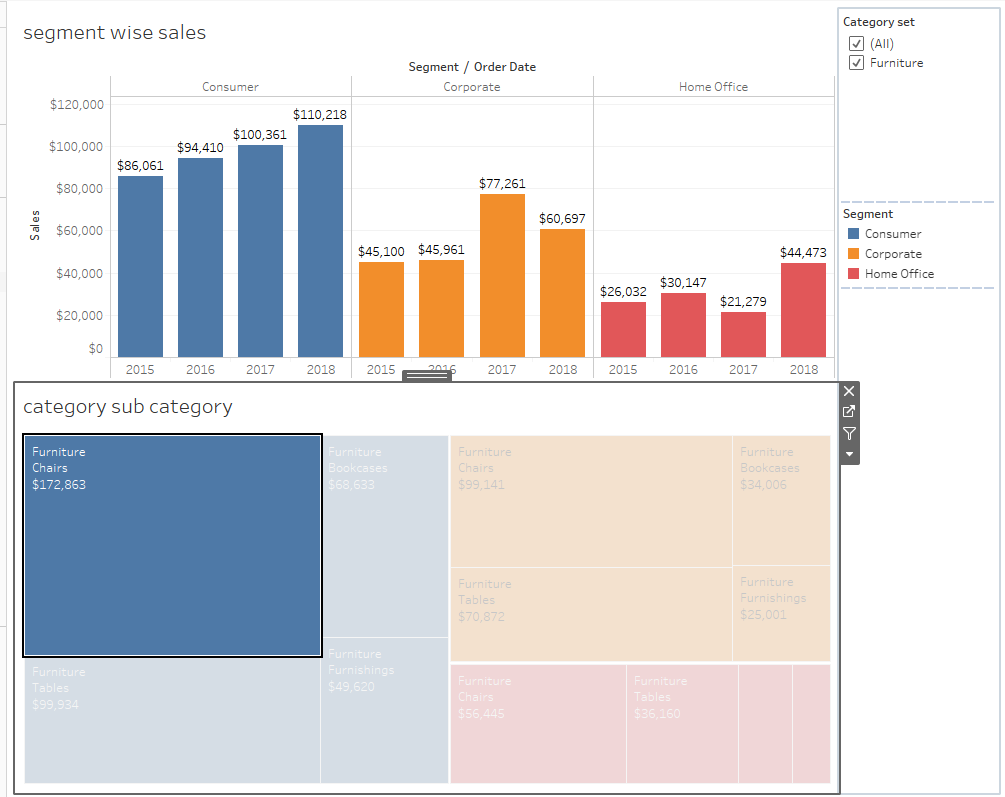 segment wise sales
Segment / Order Date
Consumer
Corporate
Home Office
Sales
$120,000
$100,000
$80,000
$60,000
$40,000
$20,000
$0
$86,061
$94,410
$100,361
$110,218
$45,100
$45,961
$77,261
$60,697
$26,032
$30,147
$21,279
$44,473
2015
2016
2017
2018
2015
2016
2017
2018
2015
2016
2017
2018
Category set
(All)
Furniture
Segment
Consumer
Corporate
Home Office
category sub category
Furniture
Chairs
$172,863
Furniture
Bookcases
$68,633
Furniture
Tables
$99,934
Furniture
Furnishings
$49,620
Furniture
Chairs
$99,141
Furniture
Bookcases
$34,006
Furniture
Tables
$70,872
Furniture
Furnishings
$25,001
Furniture
Chairs
$56,445
Furniture
Tables
$36,160